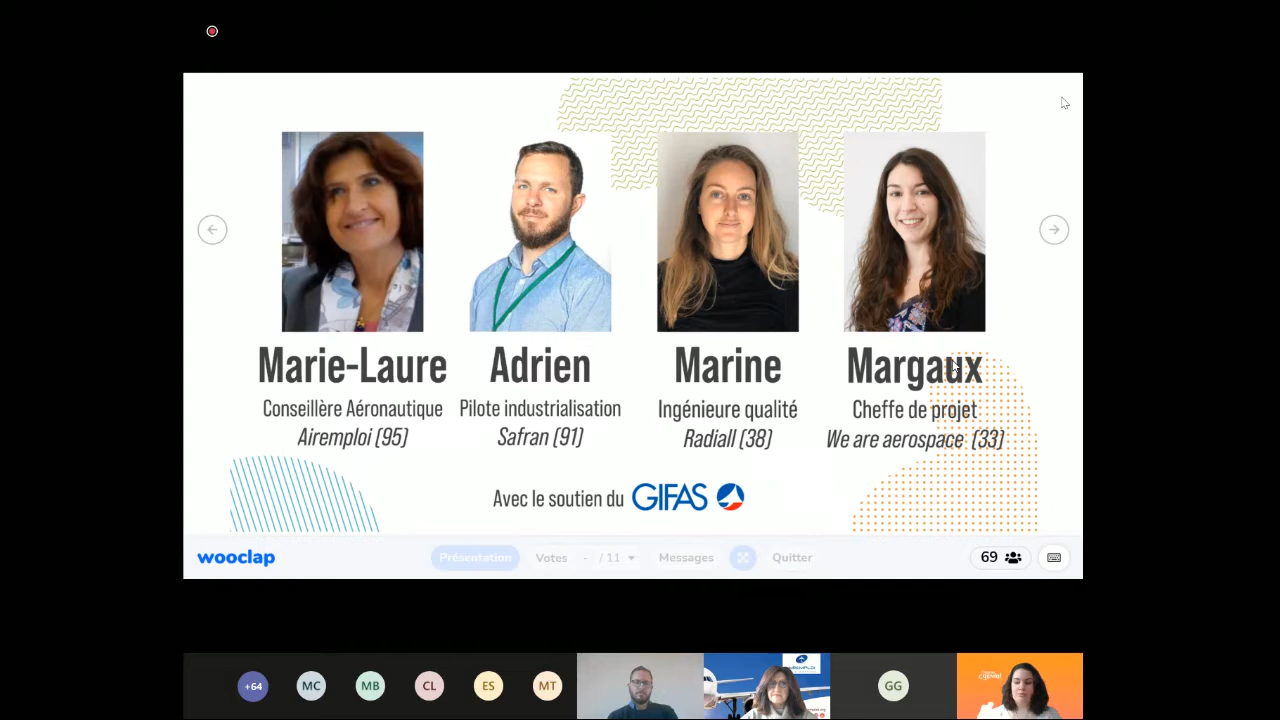 Marie-Laure
Conseillère Aéronautique
Airemploi (95)
Adrien
Pilote industrialisation
Safran (91)
Marine
Ingénieure qualité
Radiall (38)
Margaux
Cheffe de projet
We are aerospace (33)
Avec le soutien du GIFAS
wooclap
Présentation
Votes - / 11
Messages
Quitter
69
+64
MC
MB
CL
ES
MT
GG